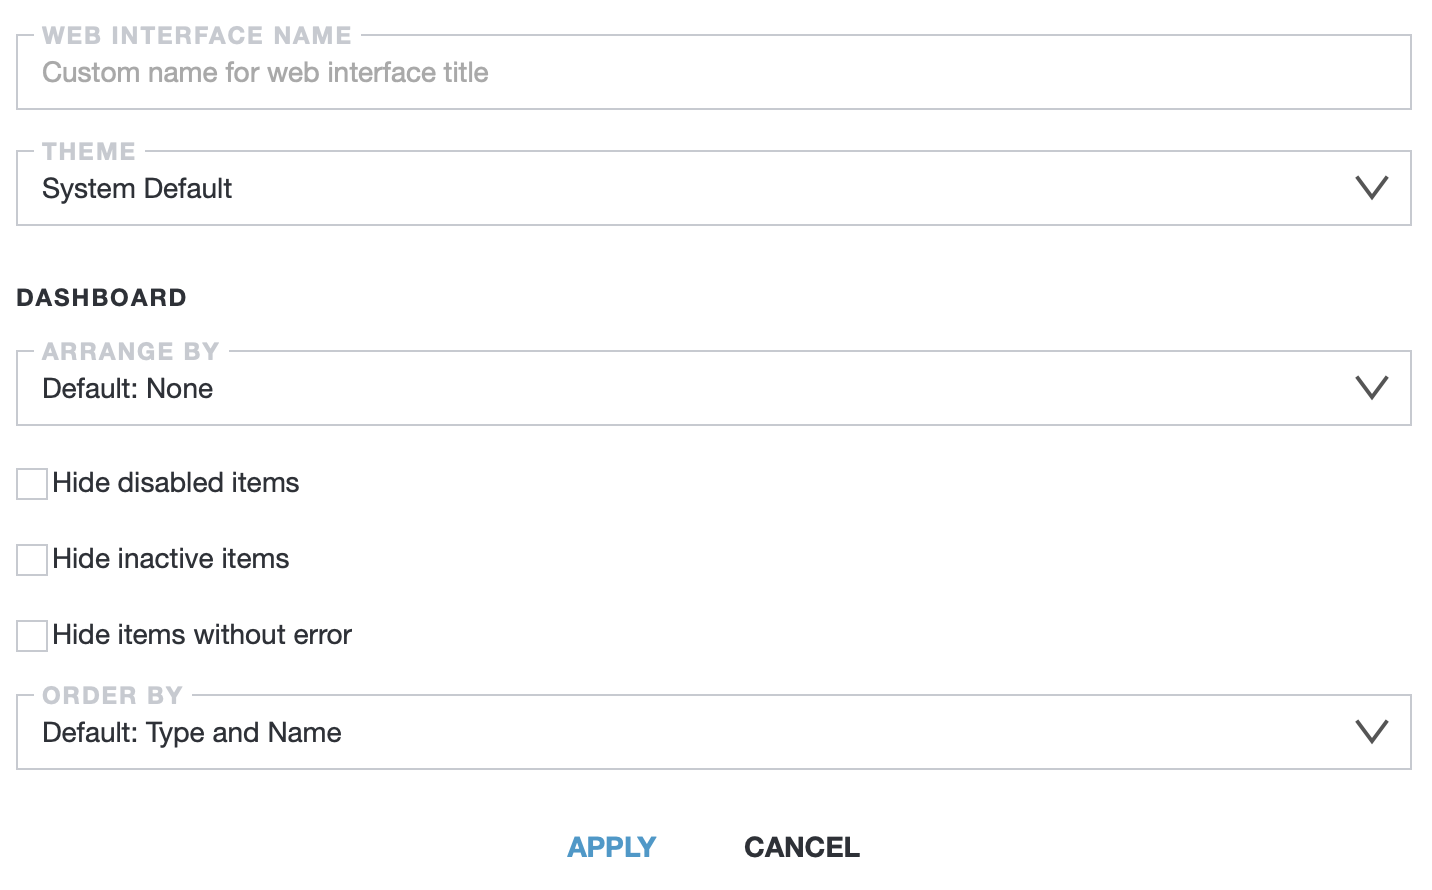 WEB INTERFACE NAME
Custom name for web interface title
THEME
System Default
DASHBOARD
ARRANGE BY
Default: None
Hide disabled items
Hide inactive items
Hide items without error
ORDER BY
Default: Type and Name
APPLY CANCEL